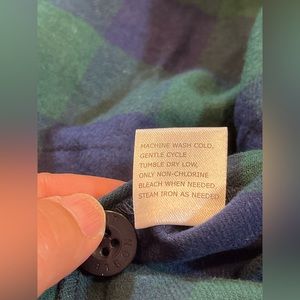 MACHINE WASH COLD,
GENTLE CYCLE
TUMBLE DRY LOW,
ONLY NON-CHLORINE
BLEACH WHEN NEEDED
STEAM IRON AS NEEDED